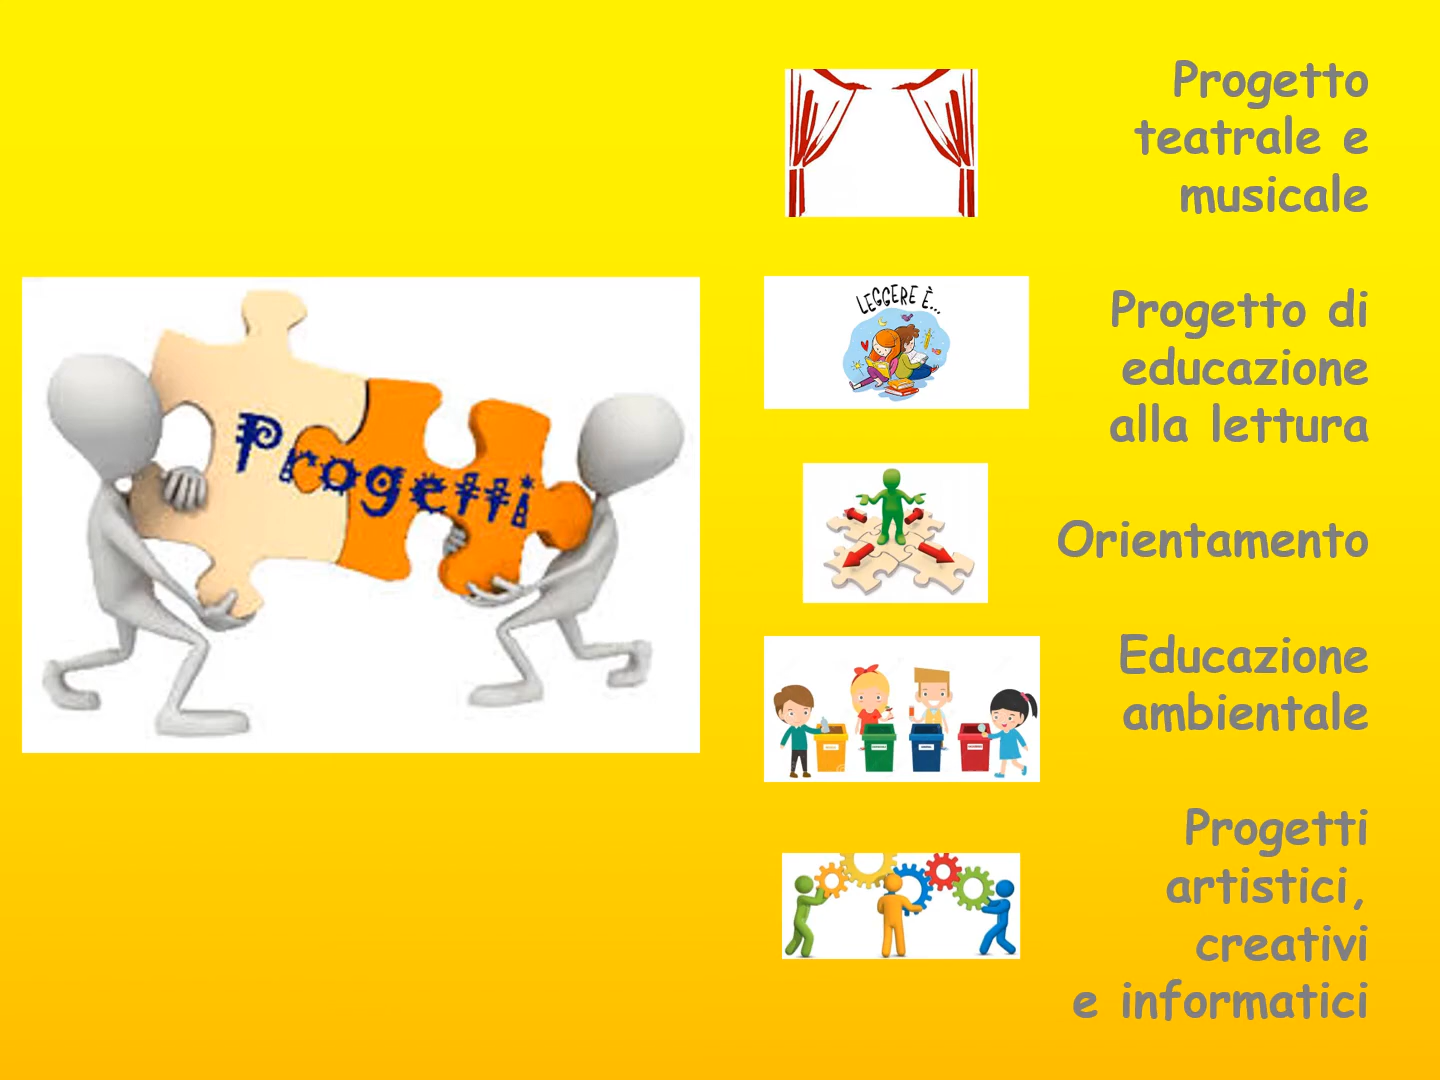 Progetti
Progetto
teatrale e
musicale
LEGGERE È...
Progetto di
educazione
alla lettura
Orientamento
Educazione
ambientale
Progetti
artistici,
creativi
e informatici